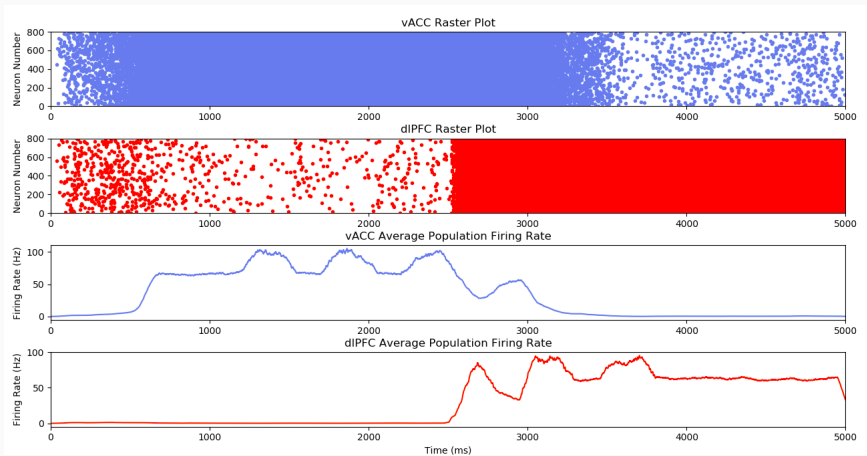 vACC Raster Plot
Neuron Number
800
600
400
200
0
0 1000 2000 3000 4000 5000
dlPFC Raster Plot
Neuron Number
800
600
400
200
0
0 1000 2000 3000 4000 5000
vACC Average Population Firing Rate
Firing Rate (Hz)
100
50
0
0 1000 2000 3000 4000 5000
dlPFC Average Population Firing Rate
Firing Rate (Hz)
100
50
0
0 1000 2000 3000 4000 5000
Time (ms)